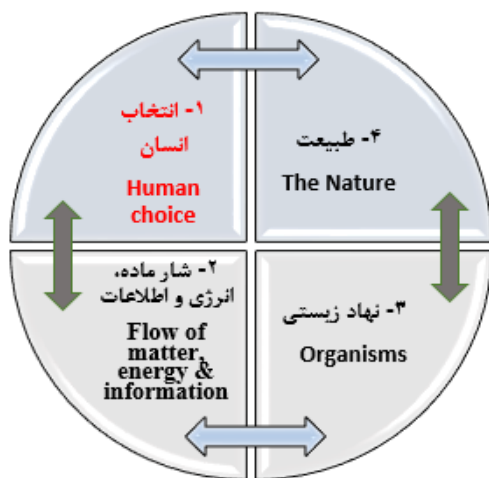 ۱- انتخاب
انسان
Human
choice
۲- شار ماده،
انرژی و اطلاعات
Flow of
matter,
energy &
information
۳- نهاد زیستی
Organisms
۴- طبیعت
The Nature